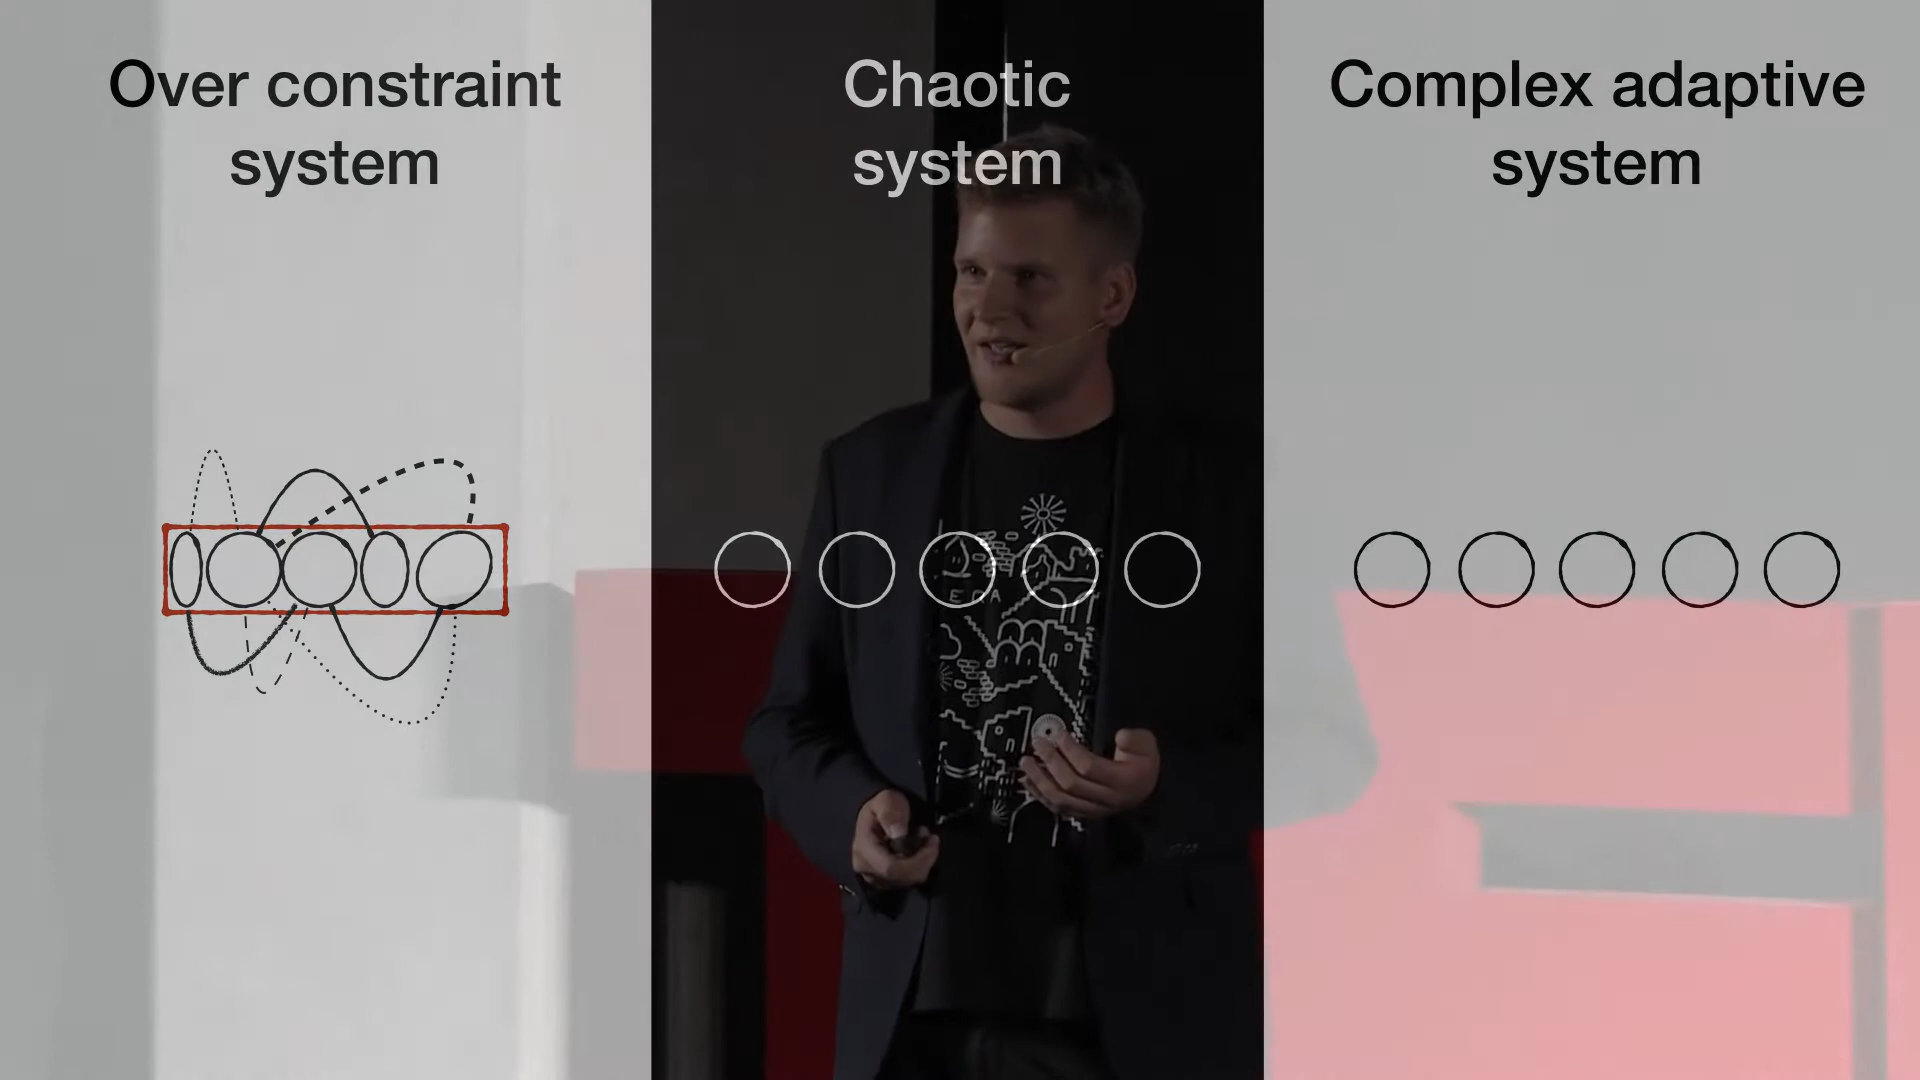 Over constraint
system
Chaotic
system
Complex adaptive
system